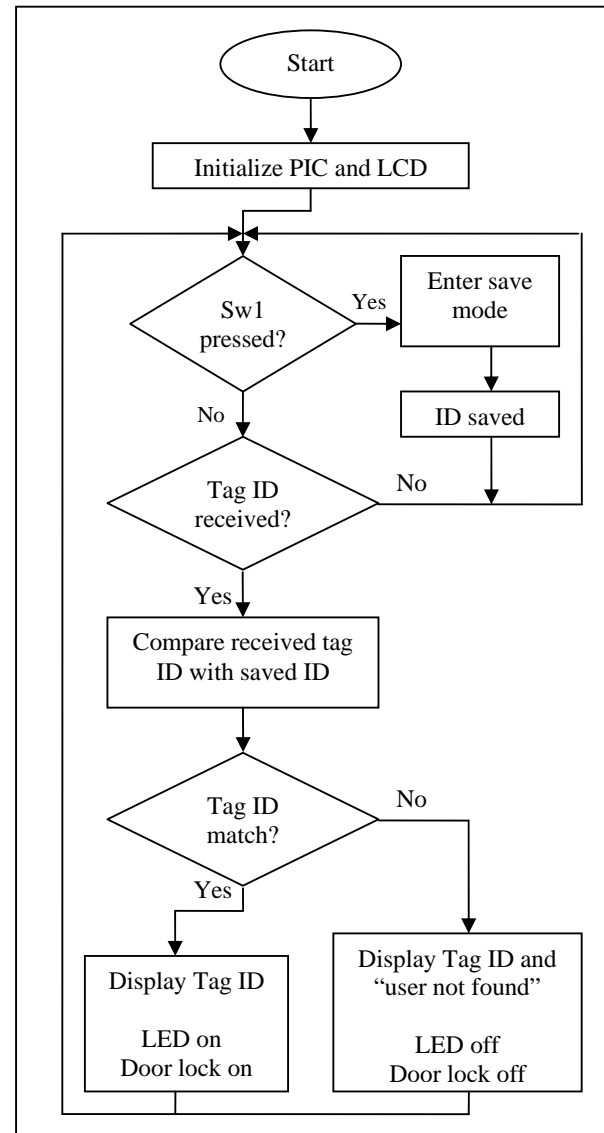 Start
Initialize PIC and LCD
Sw1
pressed?
Yes
Enter save
mode
ID saved
No
Tag ID
received?
No
Yes
Compare received tag
ID with saved ID
Tag ID
match?
No
Yes
Display Tag ID
LED on
Door lock on
Display Tag ID and
“user not found”
LED off
Door lock off